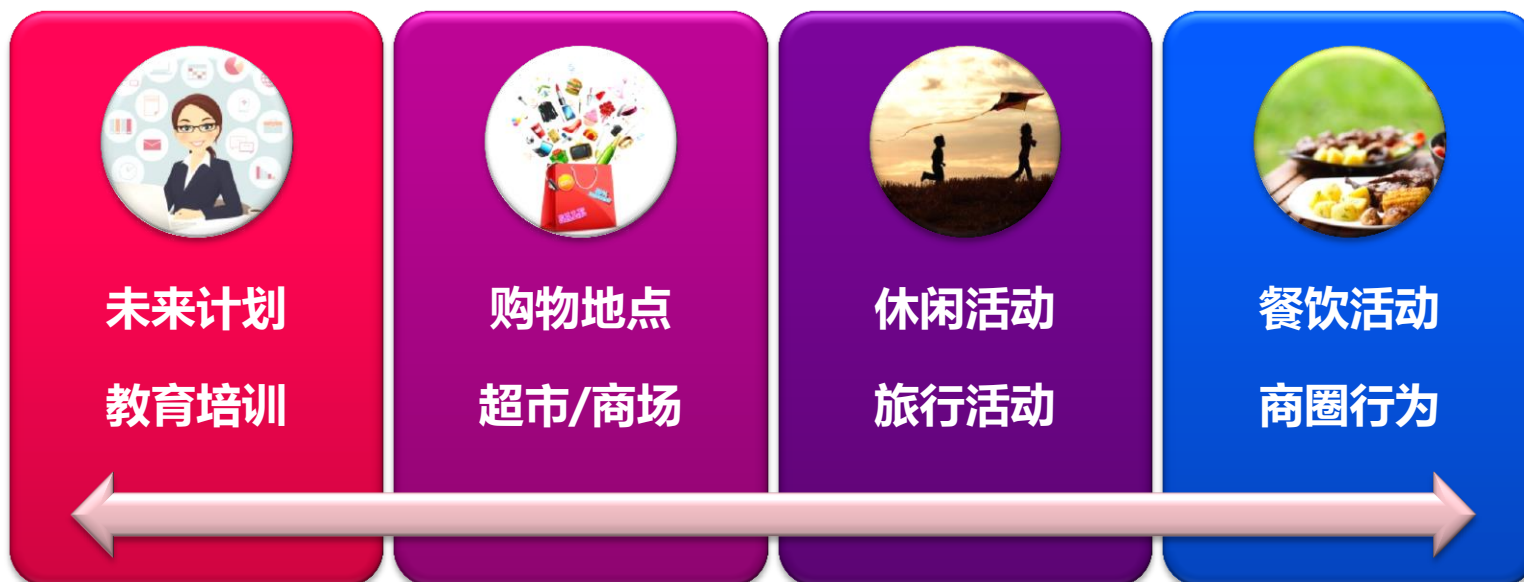 未来计划
教育培训
购物地点
超市/商场
休闲活动
旅行活动
餐饮活动
商圈行为